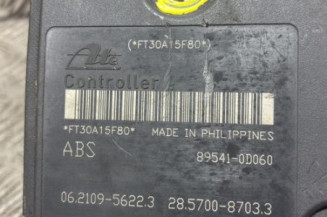 (*FT30A15F80*)
Ate
Controller
*FT30A15F80* MADE IN PHILIPPINES
ABS 89541-0D060
06.2109-5622.3 28.5700-8703.3